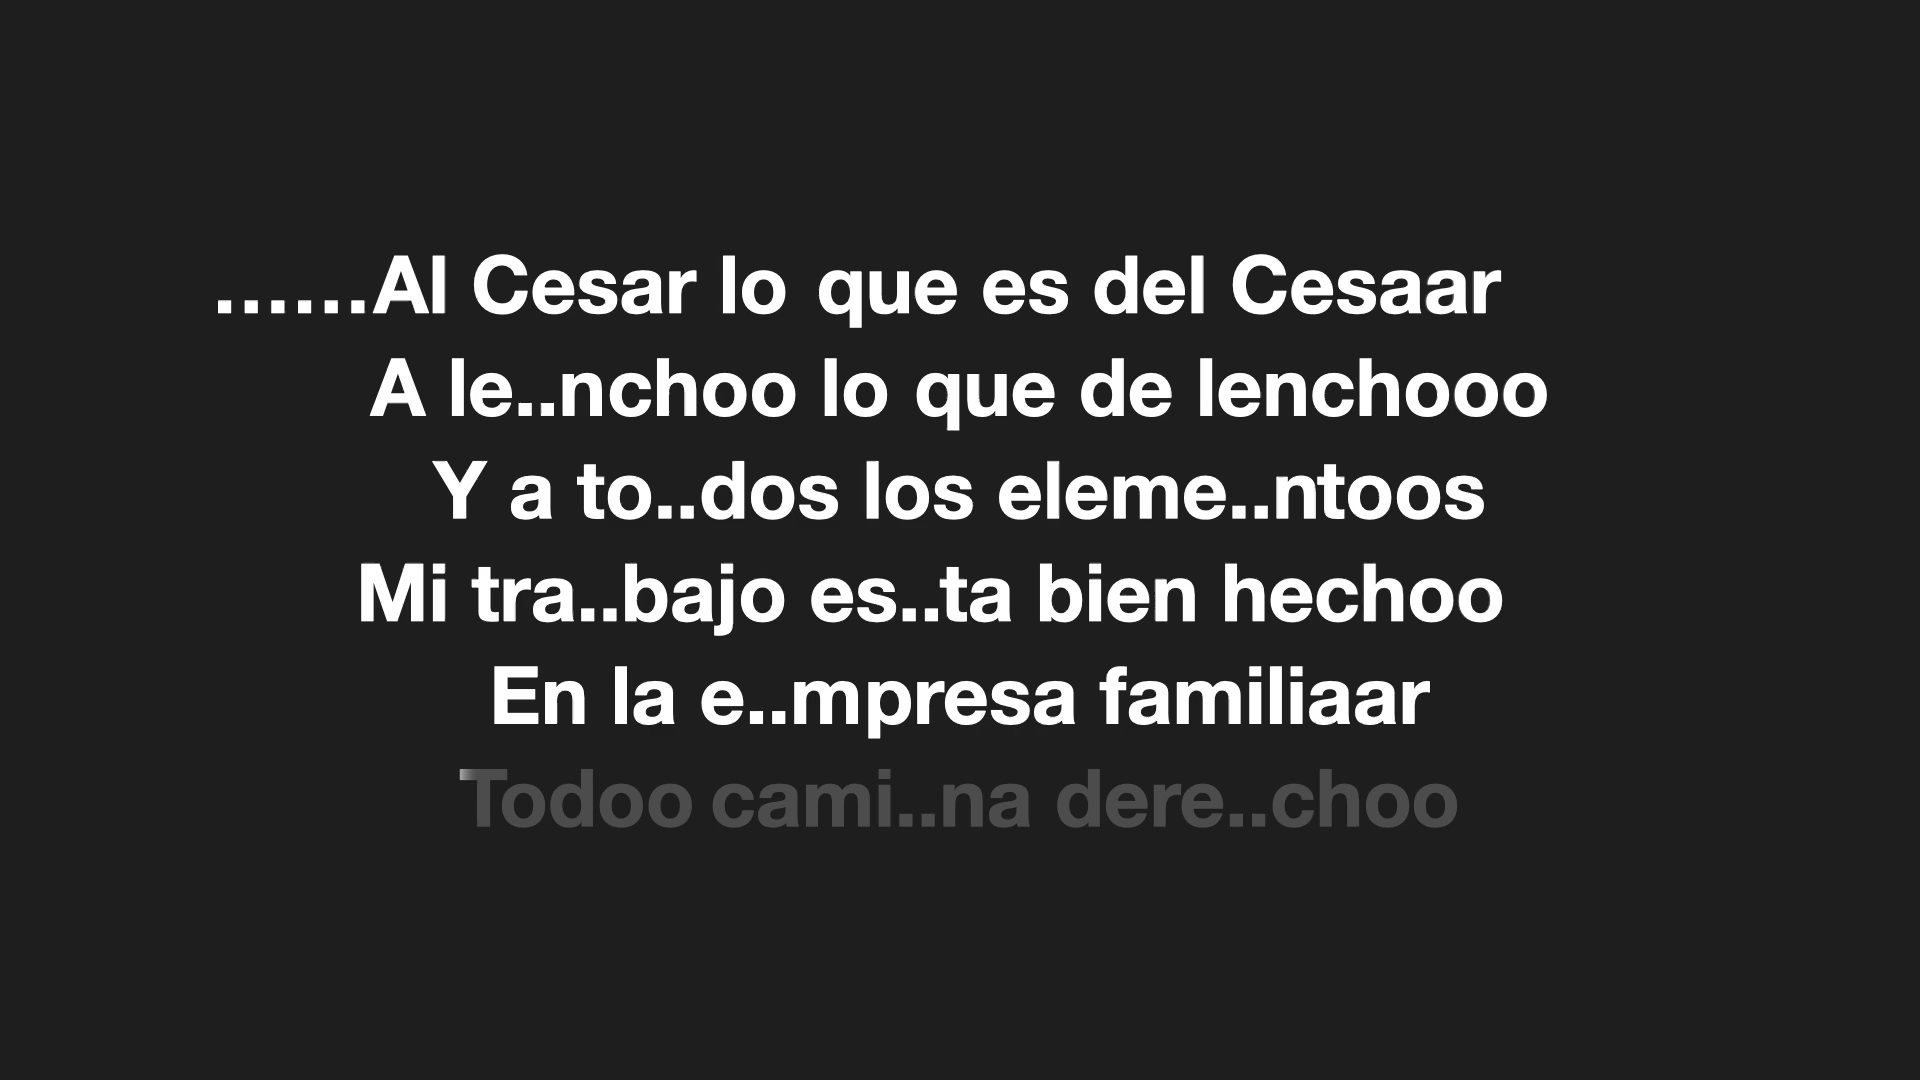 ......Al Cesar lo que es del Cesaar
A le..nchoo lo que de lenchooo
Y a to..dos los eleme..ntoos
Mi tra..bajo es..ta bien hechoo
En la e..mpresa familiaar
Todoo cami..na dere..choo